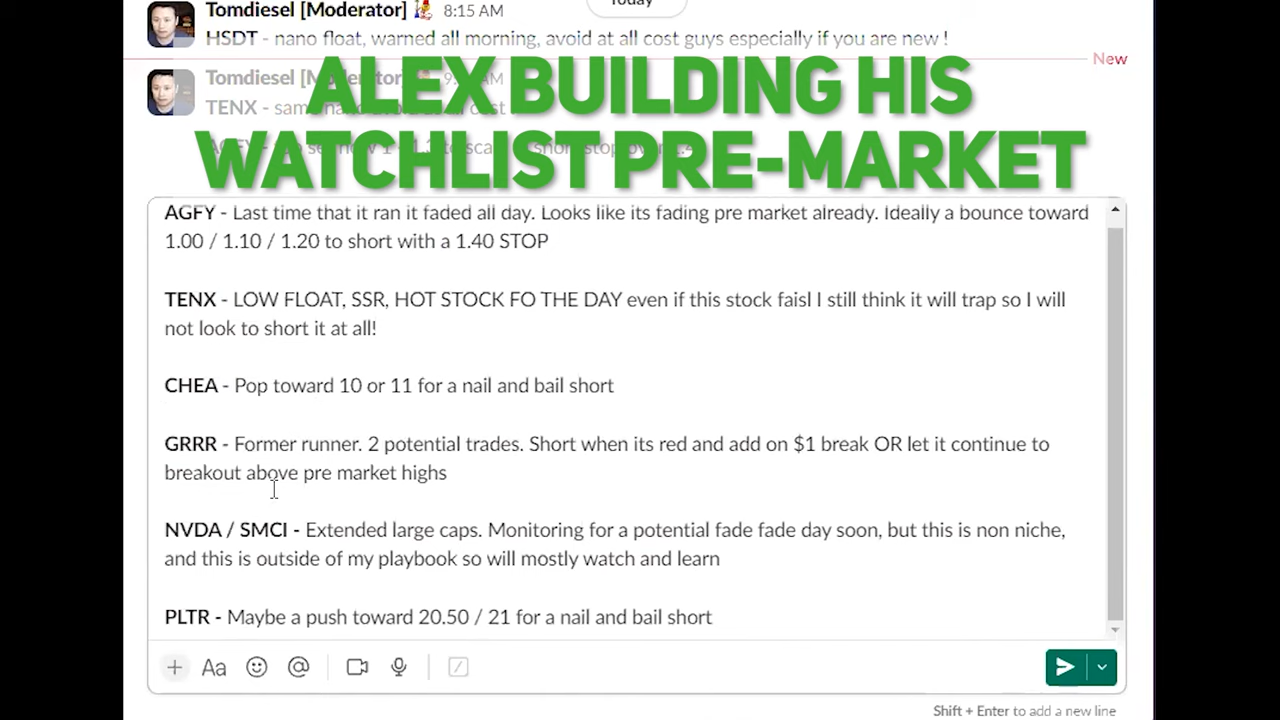 Today
Tomdiesel [Moderator] 8:15 AM
HSDT - nano float, warned all morning, avoid at all cost guys especially if you are new !
New
Tomdiesel [Moderator] AM
TENX -
ALEX BUILDING HIS
WATCHLIST PRE-MARKET
AGFY - Last time that it ran it faded all day. Looks like its fading pre market already. Ideally a bounce toward
1.00 / 1.10 / 1.20 to short with a 1.40 STOP
TENX - LOW FLOAT, SSR, HOT STOCK FO THE DAY even if this stock faisl I still think it will trap so I will
not look to short it at all!
CHEA - Pop toward 10 or 11 for a nail and bail short
GRRR - Former runner. 2 potential trades. Short when its red and add on $1 break OR let it continue to
breakout above pre market highs
NVDA / SMCI - Extended large caps. Monitoring for a potential fade fade day soon, but this is non niche,
and this is outside of my playbook so will mostly watch and learn
PLTR - Maybe a push toward 20.50 / 21 for a nail and bail short
Aa
Shift + Enter to add a new line